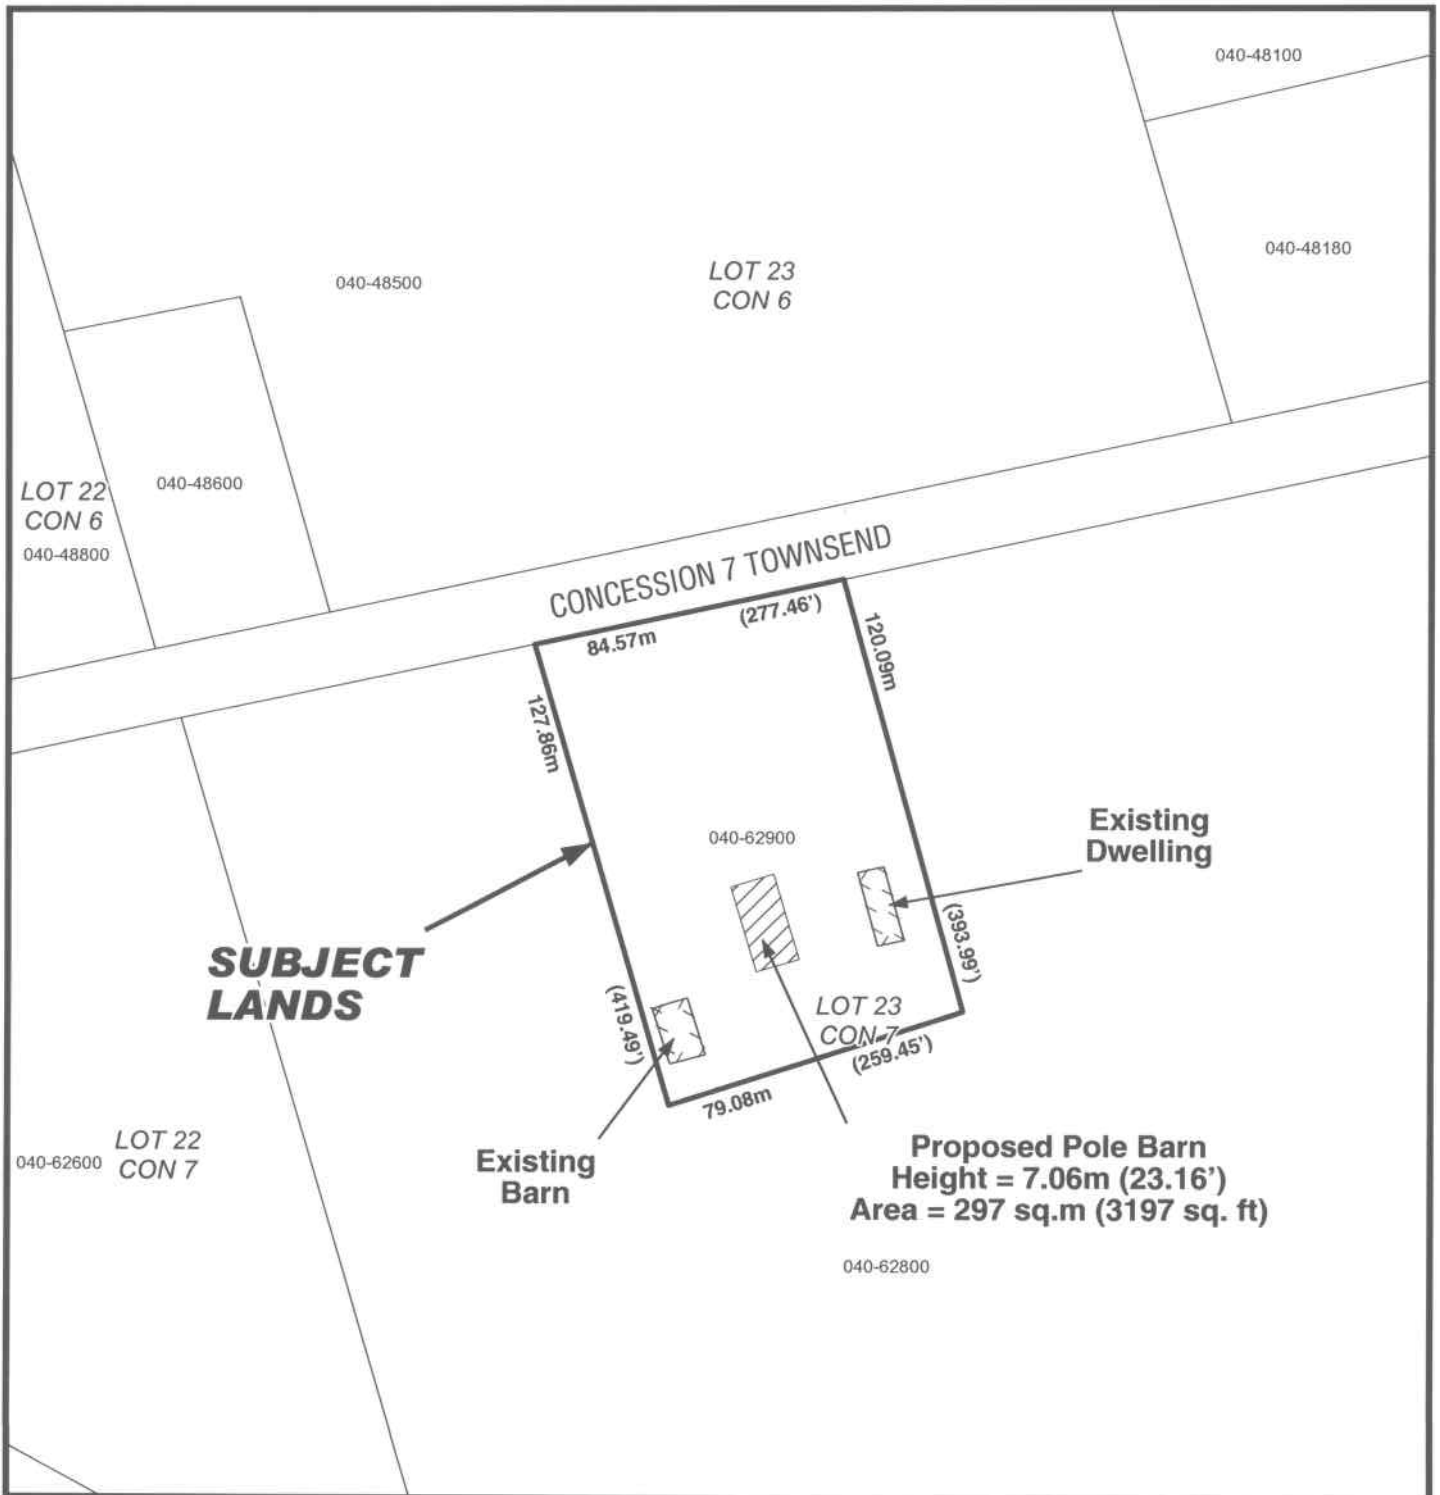 040-48100
040-48180
LOT 23
CON 6
040-48500
040-48600
LOT 22
CON 6
040-48800
CONCESSION 7 TOWNSEND
84.57m
(277.46')
120.09m
127.86m
040-62900
Existing
Dwelling
(393.99')
SUBJECT
LANDS
(419.49')
LOT 23
CON 7
(259.45')
79.08m
LOT 22
CON 7
040-62600
Existing
Barn
Proposed Pole Barn
Height = 7.06m (23.16')
Area = 297 sq.m (3197 sq. ft)
040-62800